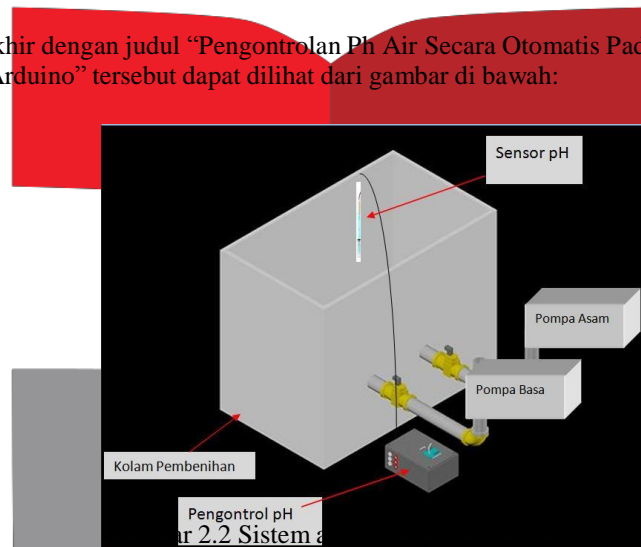 khir dengan judul “Pengontrolan Ph Air Secara Otomatis Pad
Arduino” tersebut dapat dilihat dari gambar di bawah:
Sensor pH
Pompa Asam
Pompa Basa
Kolam Pembenihan
Pengontrol pH
ar 2.2 Sistem a